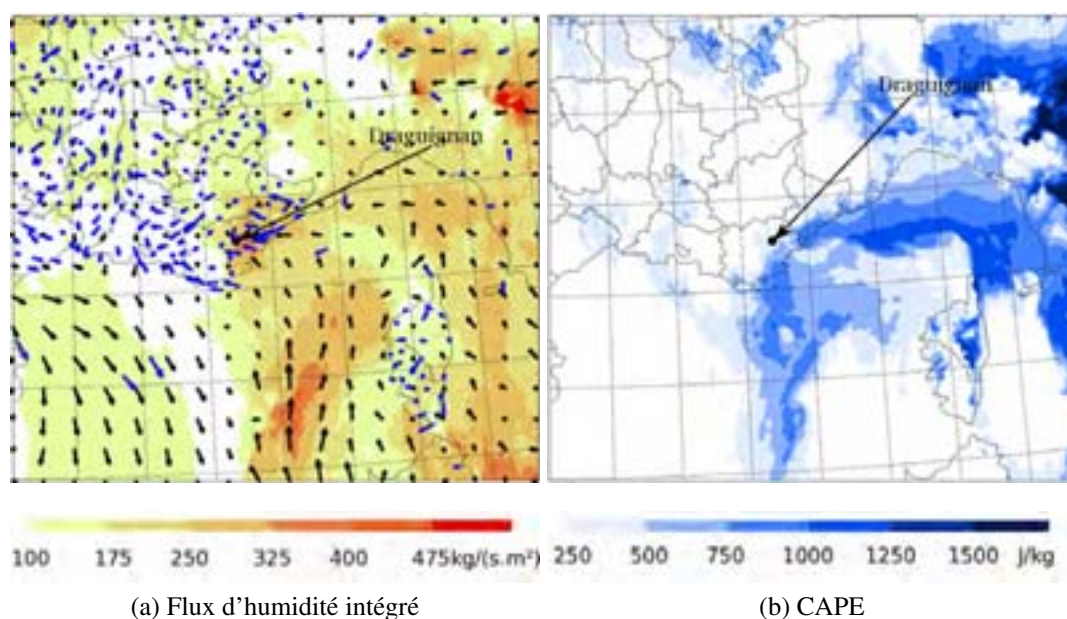 Draguignan
Draguignan
100 175 250 325 400 475kg/(s.m²)
250 500 750 1000 1250 1500 J/kg
(a) Flux d'humidité intégré
(b) CAPE